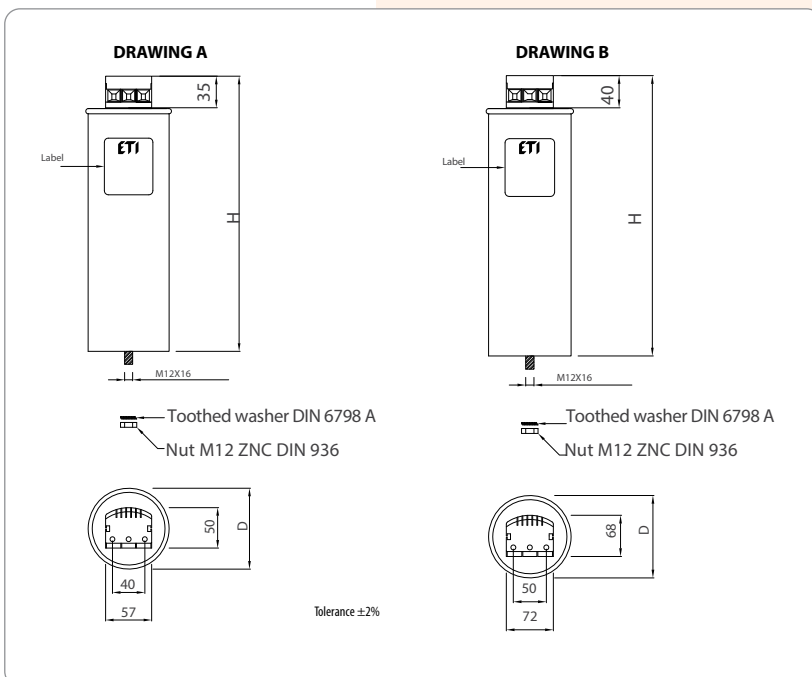 DRAWING A
35
Label
ETI
H
M12X16
Toothed washer DIN 6798 A
Nut M12 ZNC DIN 936
50
D
40
57
Tolerance ±2%
DRAWING B
40
Label
ETI
H
M12X16
Toothed washer DIN 6798 A
Nut M12 ZNC DIN 936
68
D
50
72